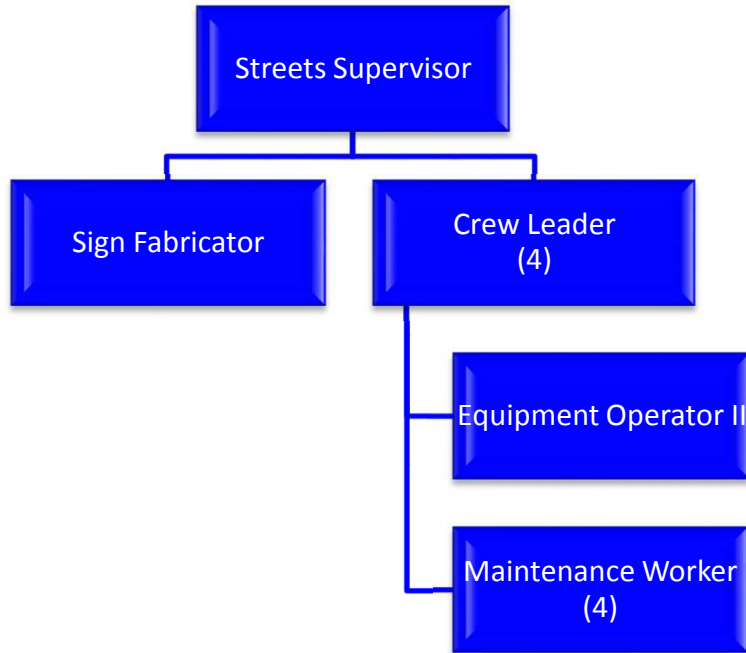 Streets Supervisor
Sign Fabricator
Crew Leader
(4)
Equipment Operator II
Maintenance Worker
(4)